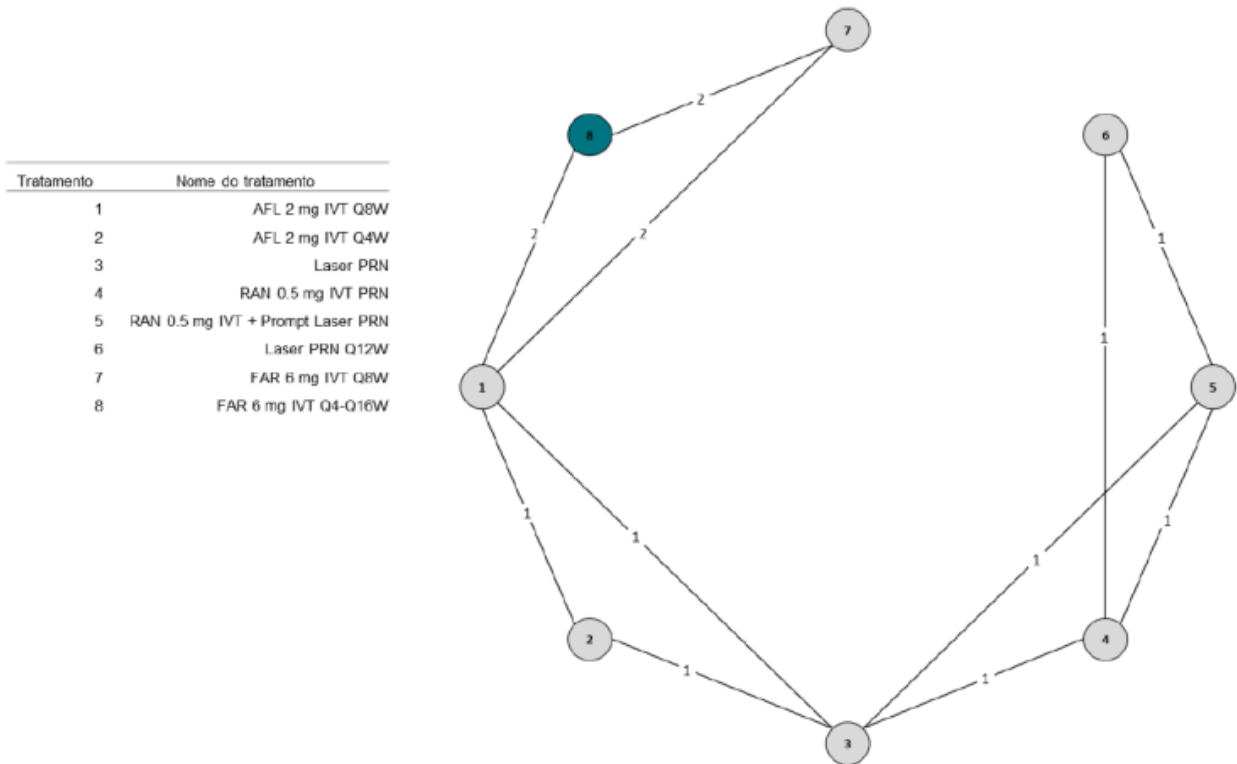 Tratamento Nome do tratamento
1 AFL 2 mg IVT Q8W
2 AFL 2 mg IVT Q4W
3 Laser PRN
4 RAN 0.5 mg IVT PRN
5 RAN 0.5 mg IVT + Prompt Laser PRN
6 Laser PRN Q12W
7 FAR 6 mg IVT Q8W
8 FAR 6 mg IVT Q4-Q16W
7
2
8
6
2
2
1
1
1
5
1
1
1
1
2
4
1
1
3